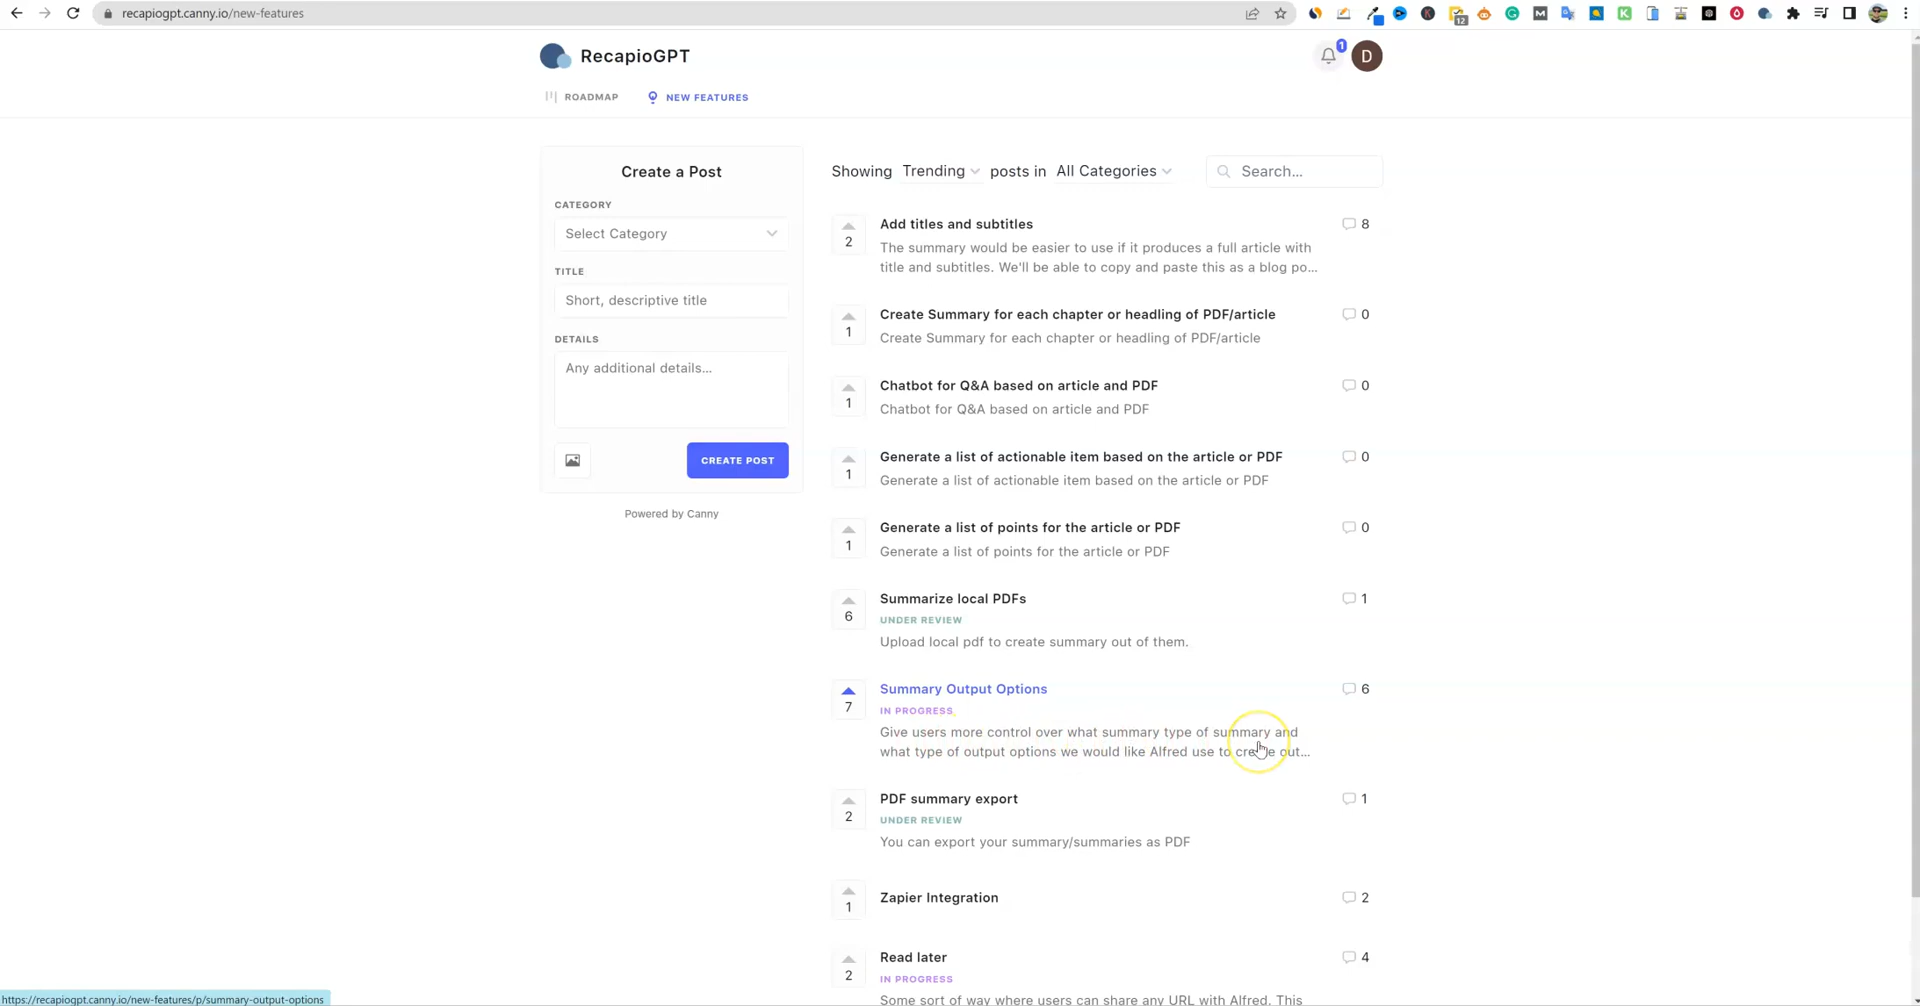 recapiogpt.canny.io/new-features
12
RecapioGPT
1
D
ROADMAP
NEW FEATURES
Create a Post
CATEGORY
Select Category
TITLE
Short, descriptive title
DETAILS
Any additional details...
CREATE POST
Powered by Canny
Showing Trending posts in All Categories
Search...
2
Add titles and subtitles
8
The summary would be easier to use if it produces a full article with
title and subtitles. We'll be able to copy and paste this as a blog po...
1
Create Summary for each chapter or headling of PDF/article
0
Create Summary for each chapter or headling of PDF/article
1
Chatbot for Q&A based on article and PDF
0
Chatbot for Q&A based on article and PDF
1
Generate a list of actionable item based on the article or PDF
0
Generate a list of actionable item based on the article or PDF
1
Generate a list of points for the article or PDF
0
Generate a list of points for the article or PDF
6
Summarize local PDFs
1
UNDER REVIEW
Upload local pdf to create summary out of them.
7
Summary Output Options
6
IN PROGRESS
Give users more control over what summary type of summary and
what type of output options we would like Alfred use to create out...
2
PDF summary export
1
UNDER REVIEW
You can export your summary/summaries as PDF
1
Zapier Integration
2
2
Read later
4
IN PROGRESS
Some sort of way where users can share any URL with Alfred. This
https://recapiogpt.canny.io/new-features/p/summary-output-options